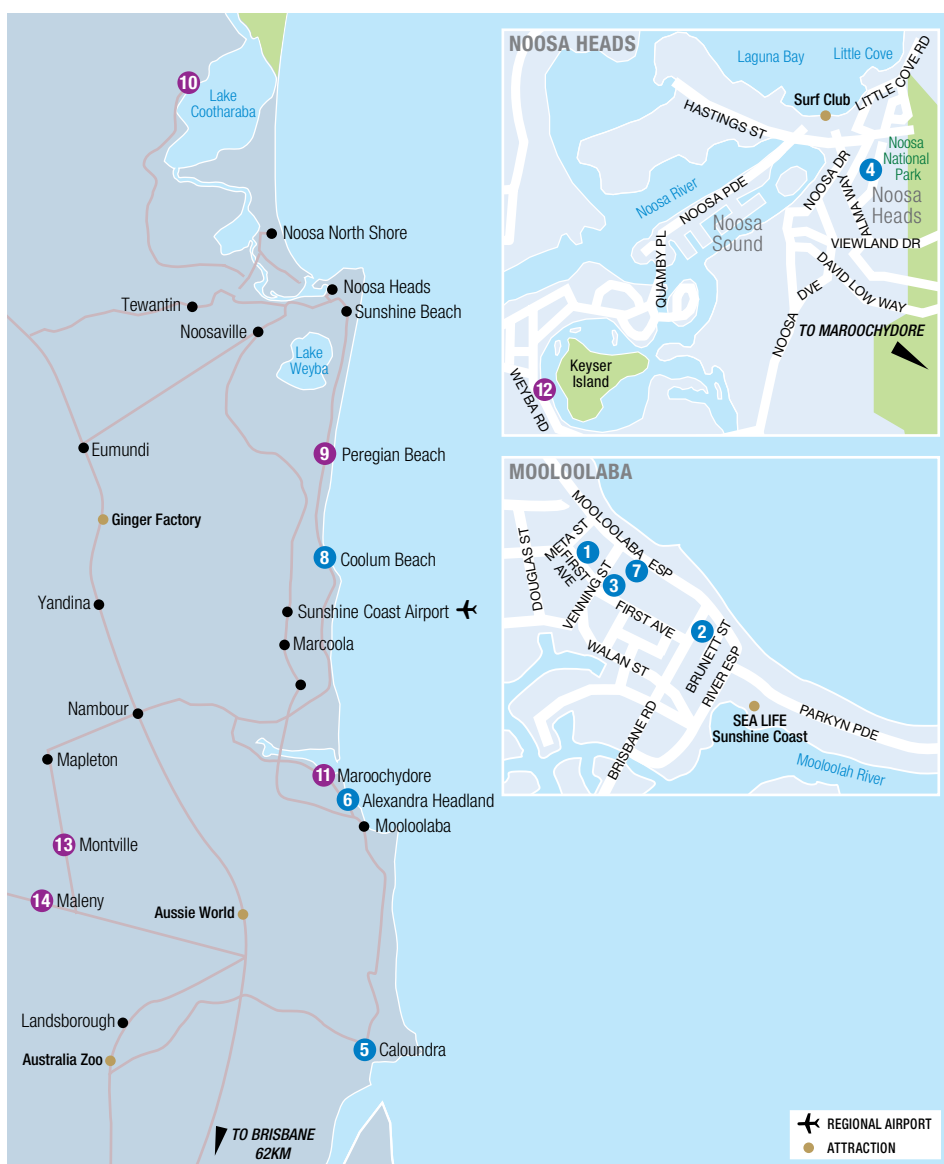 10
Lake
Cootharaba
Noosa North Shore
Noosa Heads
Tewantin
Sunshine Beach
Noosaville
Lake
Weyba
Eumundi
9 Peregian Beach
Ginger Factory
8 Coolum Beach
Yandina
Sunshine Coast Airport
Marcoola
Nambour
Mapleton
11 Maroochydore
6 Alexandra Headland
Mooloolaba
13 Montville
14 Maleny
Aussie World
Landsborough
5 Caloundra
Australia Zoo
TO BRISBANE
62KM
NOOSA HEADS
Laguna Bay
Little Cove
LITTLE COVE RD
Surf Club
HASTINGS ST
Noosa
National
Park
4
NOOSA DR
ALMA WAY
Noosa
Heads
Noosa River
NOOSA PDE
Noosa
Sound
VIEWLAND DR
QUAMBY PL
DAVID LOW WAY
NOOSA DVE
TO MAROOCHYDORE
Keyser
Island
12
WEYBA RD
MOOLOOLABA
MOOLOOLABA ESP
DOUGLAS ST
META ST
1
FIRST
AVE
7
VENNING ST
3
FIRST AVE
2
BRUNETT ST
WALAN ST
RIVER ESP
BRISBANE RD
SEA LIFE
Sunshine Coast
PARKYN PDE
Mooloolah River
REGIONAL AIRPORT
ATTRACTION